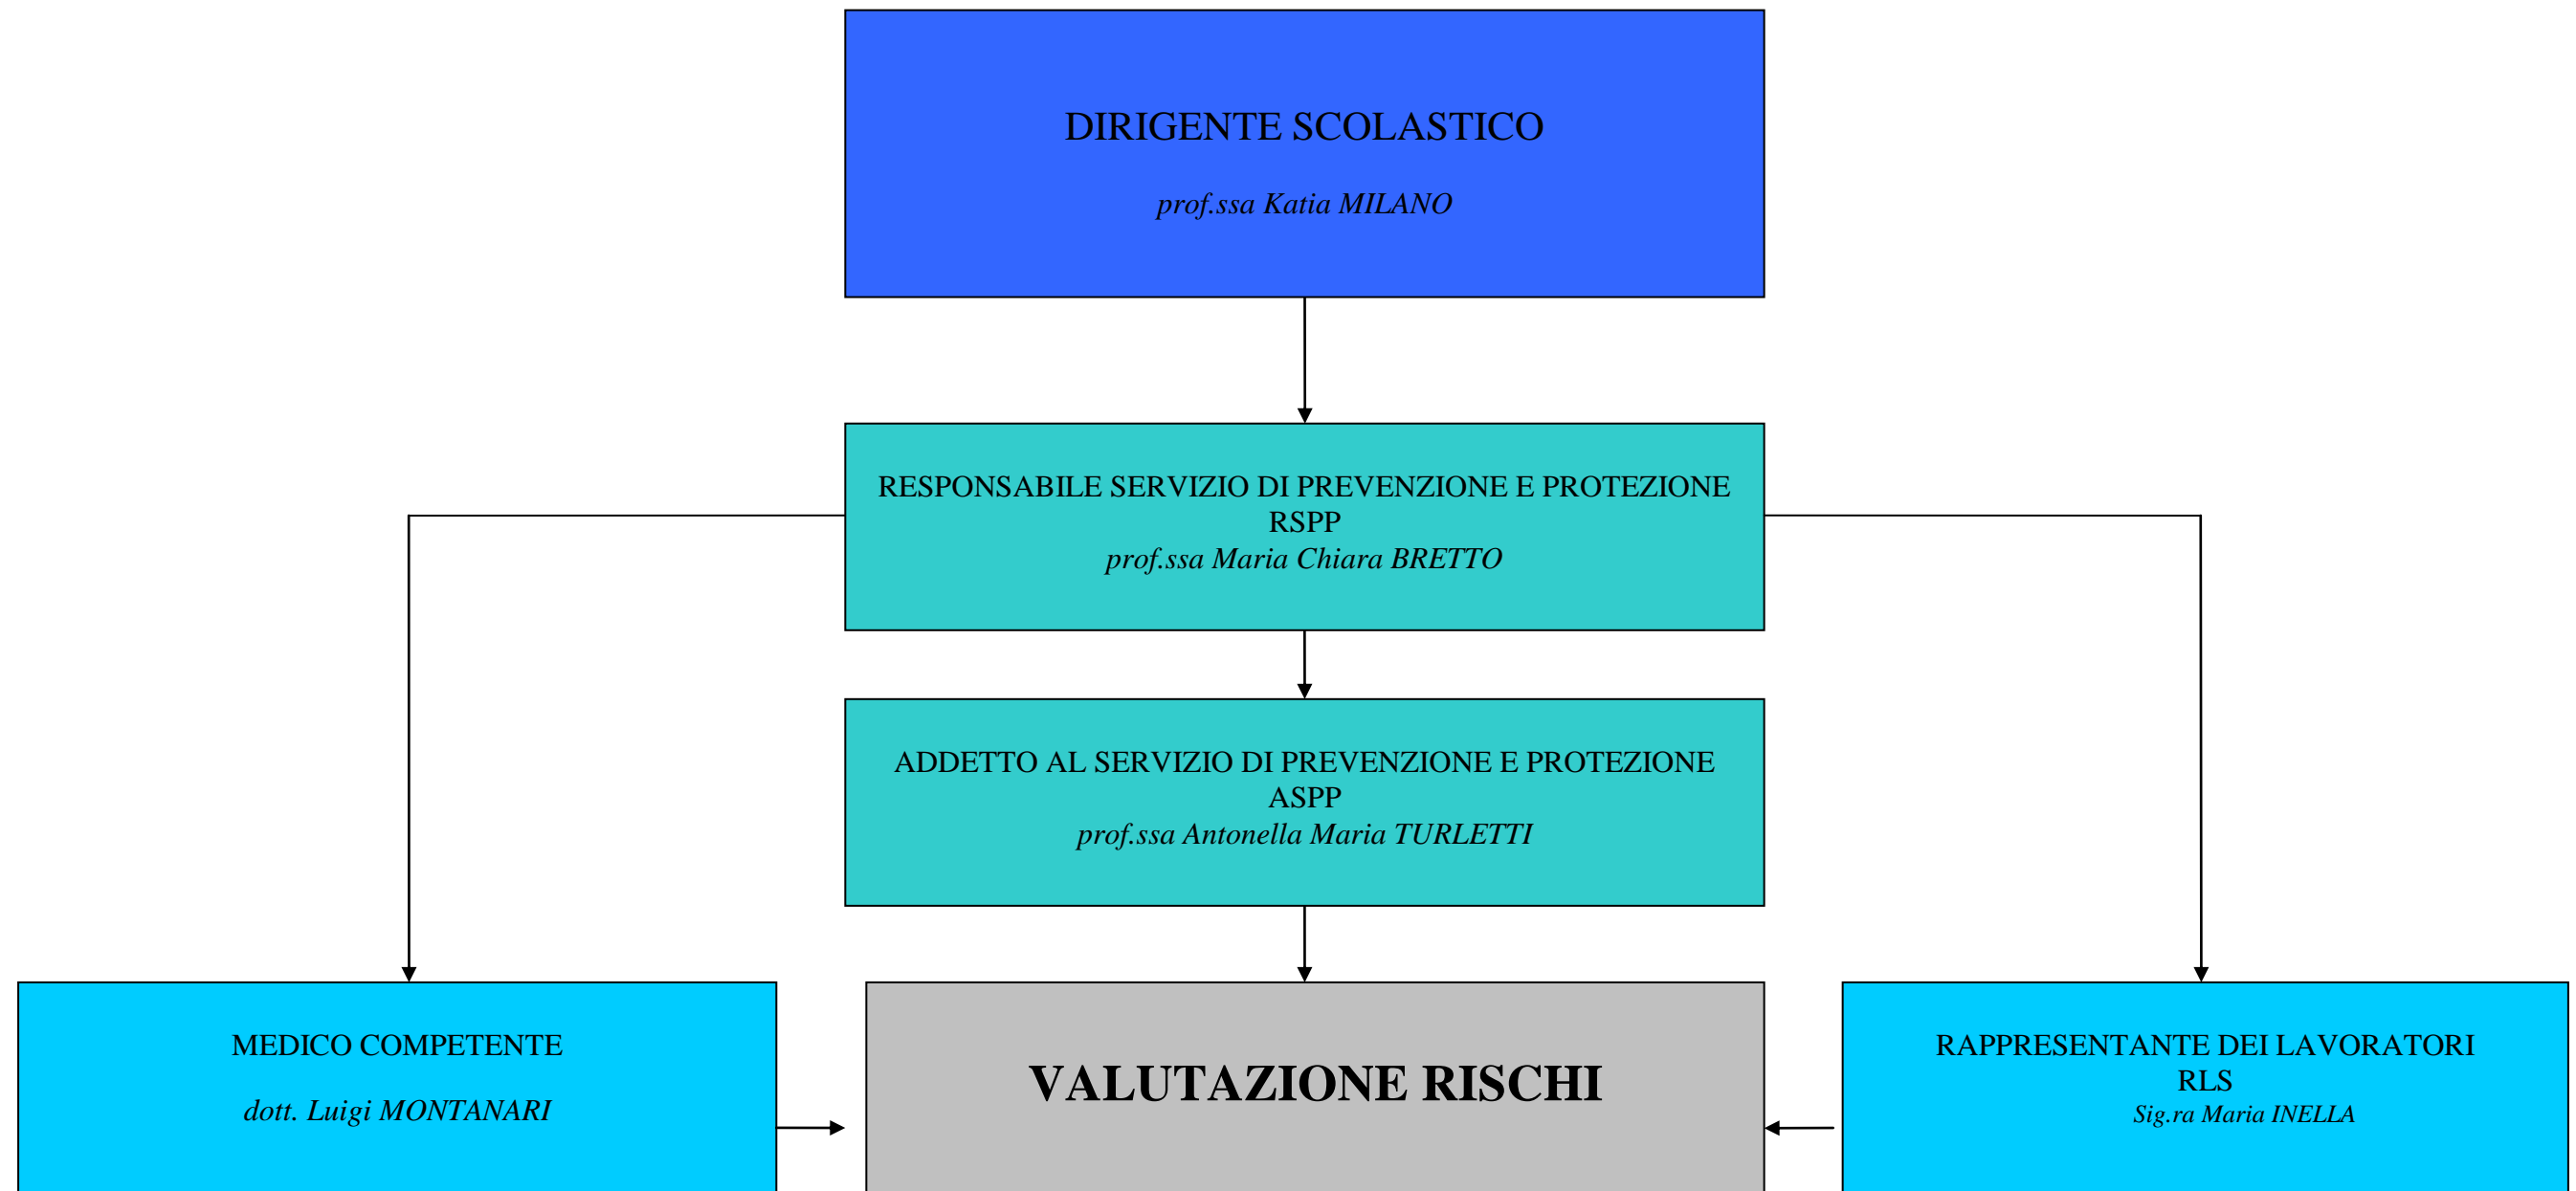 DIRIGENTE SCOLASTICO
prof.ssa Katia MILANO
RESPONSABILE SERVIZIO DI PREVENZIONE E PROTEZIONE
RSPP
prof.ssa Maria Chiara BRETTO
ADDETTO AL SERVIZIO DI PREVENZIONE E PROTEZIONE
ASPP
prof.ssa Antonella Maria TURLETTI
MEDICO COMPETENTE
dott. Luigi MONTANARI
VALUTAZIONE RISCHI
RAPPRESENTANTE DEI LAVORATORI
RLS
Sig.ra Maria INELLA